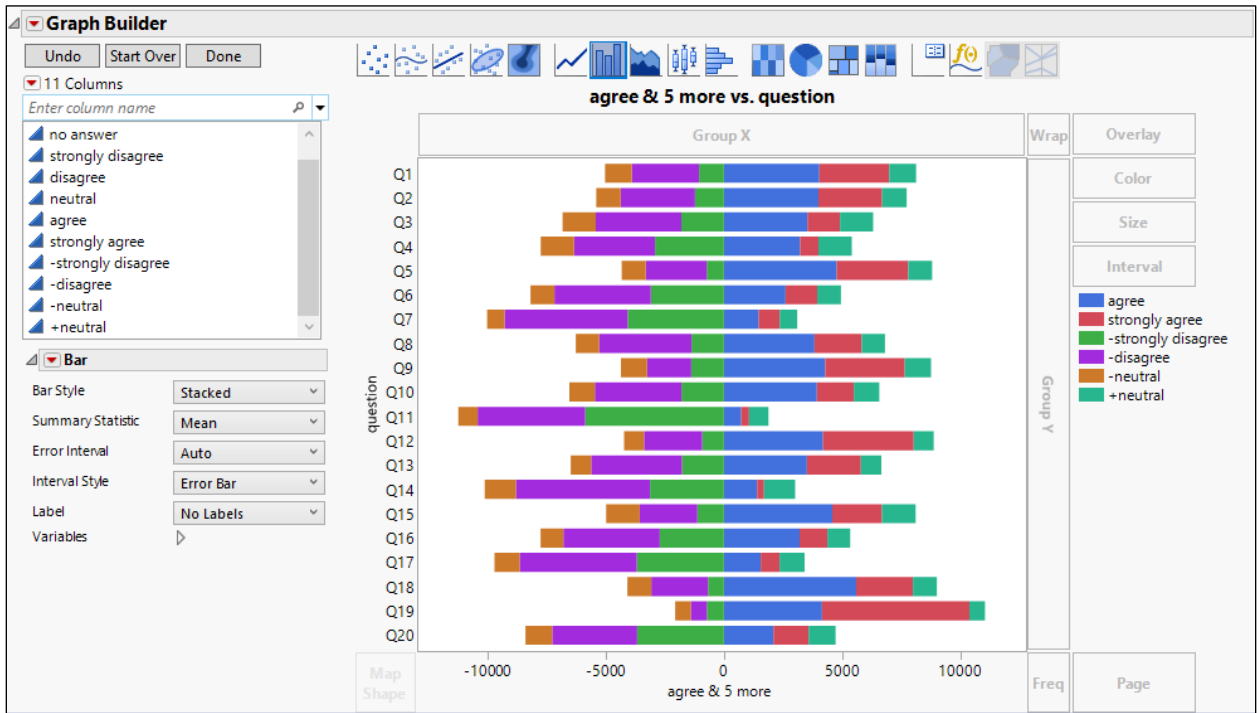 Graph Builder
Undo Start Over Done
11 Columns
Enter column name
no answer
strongly disagree
disagree
neutral
agree
strongly agree
-strongly disagree
-disagree
-neutral
+neutral
Bar
Bar Style Stacked
Summary Statistic Mean
Error Interval Auto
Interval Style Error Bar
Label No Labels
Variables
f(x)
agree & 5 more vs. question
Group X
Wrap
Overlay
Color
Size
Interval
agree
strongly agree
-strongly disagree
-disagree
-neutral
+neutral
question
Q1
Q2
Q3
Q4
Q5
Q6
Q7
Q8
Q9
Q10
Q11
Q12
Q13
Q14
Q15
Q16
Q17
Q18
Q19
Q20
Group Y
Map
Shape
-10000 -5000 0 5000 10000
agree & 5 more
Freq
Page